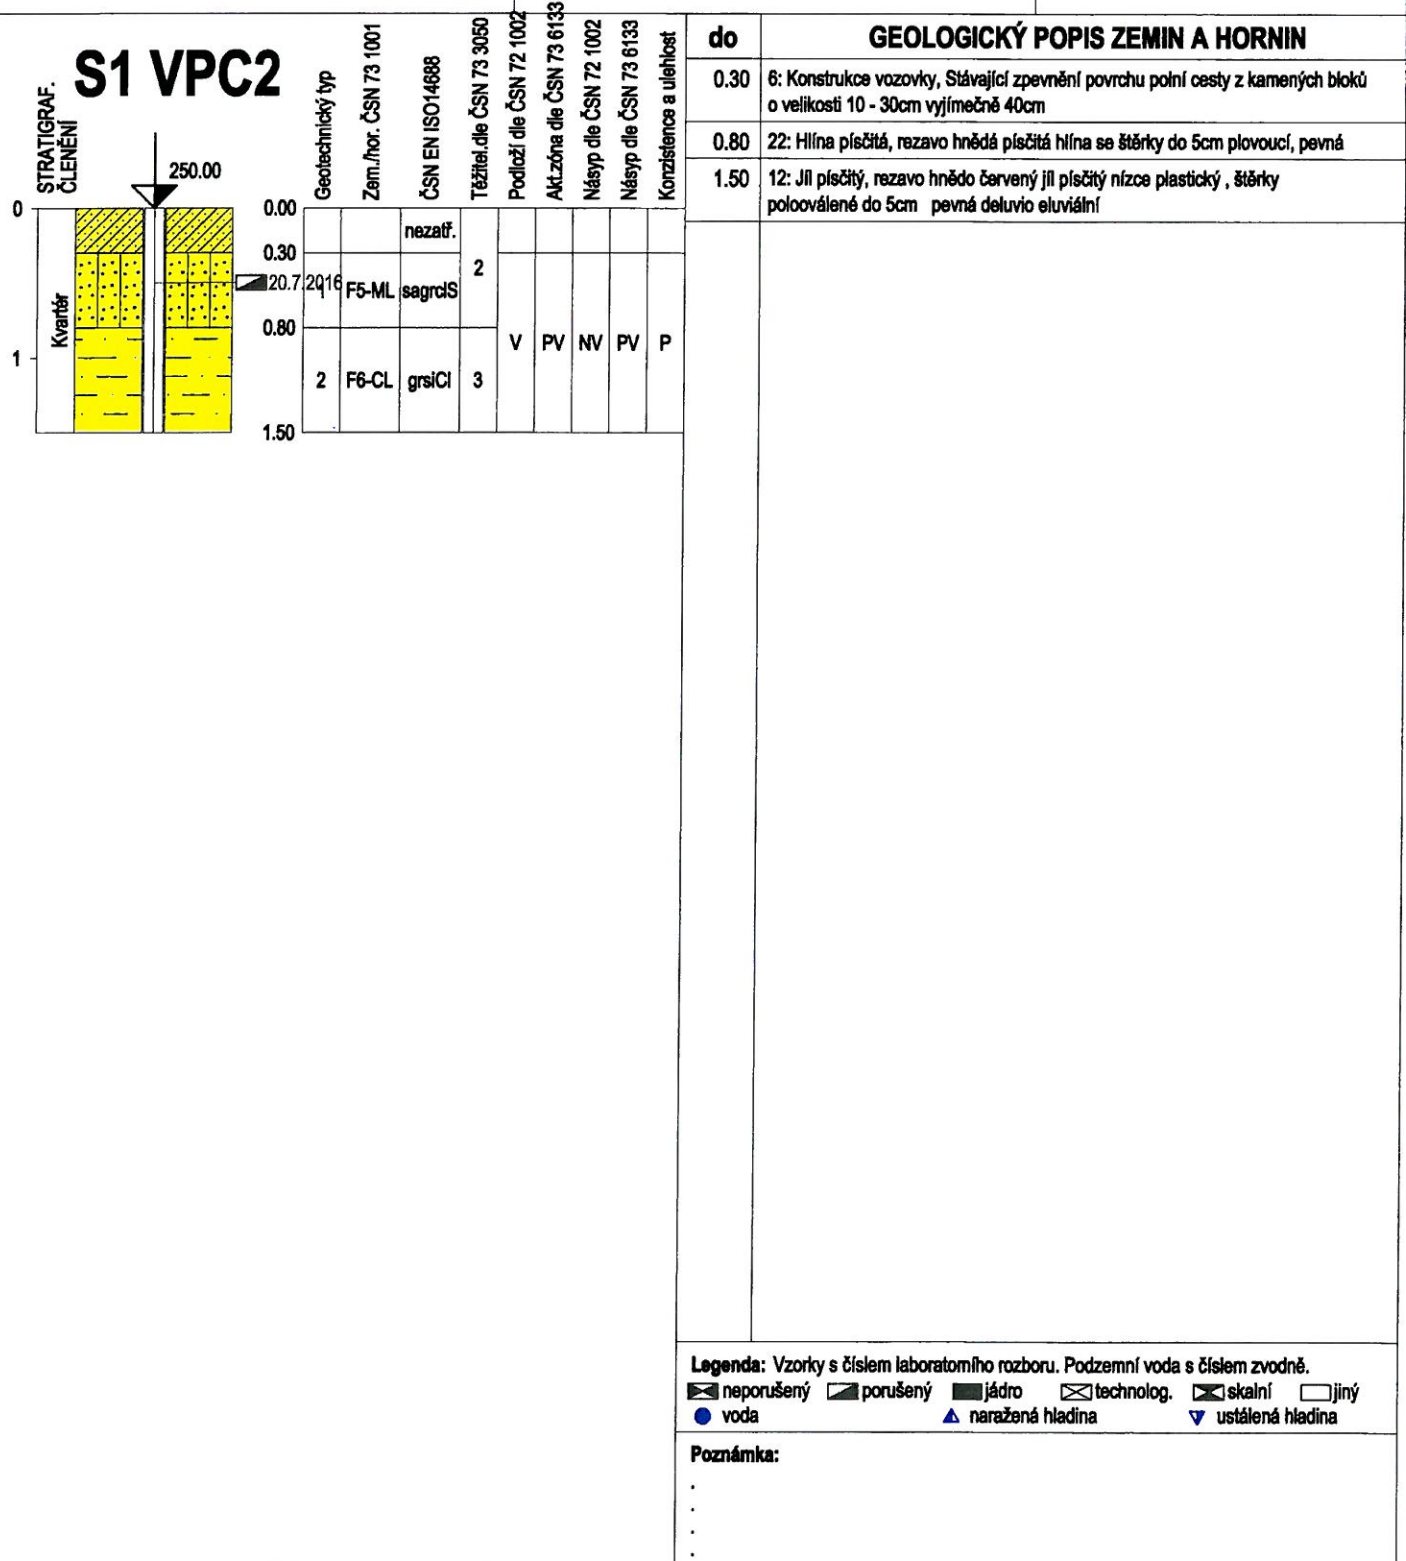 S1 VPC2
STRATIGRAF.
ČLENĚNÍ
250.00
Geotechnický typ
Zem./hor. ČSN 73 1001
ČSN EN ISO14688
Těžitel.dle ČSN 73 3050
Podloží dle ČSN 72 1002
Akt.zóna dle ČSN 73 6133
Násyp dle ČSN 72 1002
Násyp dle ČSN 73 6133
Konzistence a ulehlost
0
1
Kvartér
0.00
0.30
0.80
1.50
20.7.2016
nezatř.
2
1 F5-ML sagrclS
V PV NV PV P
2 F6-CL grsiCl 3
do GEOLOGICKÝ POPIS ZEMIN A HORNIN
0.30 6: Konstrukce vozovky, Stávající zpevnění povrchu polní cesty z kamených bloků
o velikosti 10 - 30cm vyjímečně 40cm
0.80 22: Hlína písčitá, rezavo hnědá písčitá hlína se štěrky do 5cm plovoucí, pevná
1.50 12: Jíl písčitý, rezavo hnědo červený jíl písčitý nízce plastický , štěrky
polooválené do 5cm pevná deluvio eluviální
Legenda: Vzorky s číslem laboratorního rozboru. Podzemní voda s číslem zvodně.
neporušený porušený jádro technolog. skalní jiný
voda naražená hladina ustálená hladina
Poznámka:
.
.
.
.